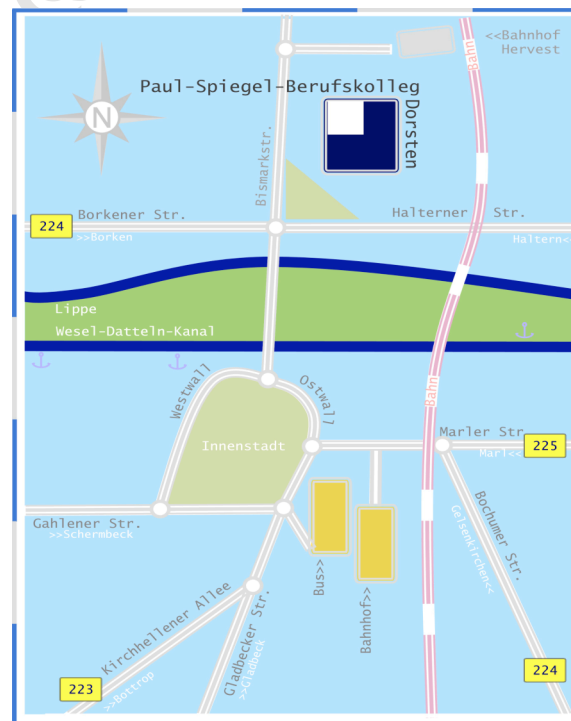 <<Bahnhof
Hervest
Bahn
Paul-Spiegel-Berufskolleg
Dorsten
N
Bismarkstr.
Borkener Str.
Halterner Str.
224
>>Borken
Haltern<
Lippe
Wesel-Datteln-Kanal
Westwall
Ostwall
Bahn
Innenstadt
Marler Str
225
Marl<<
Gahlener Str.
>>Schermbeck
Bochumer Str.
Gelsenkirchen<<
Bus>>
Bahnhof>>
Kirchhellener Allee
>>Bottrop
Gladbecker Str.
>>Gladbeck
223
224